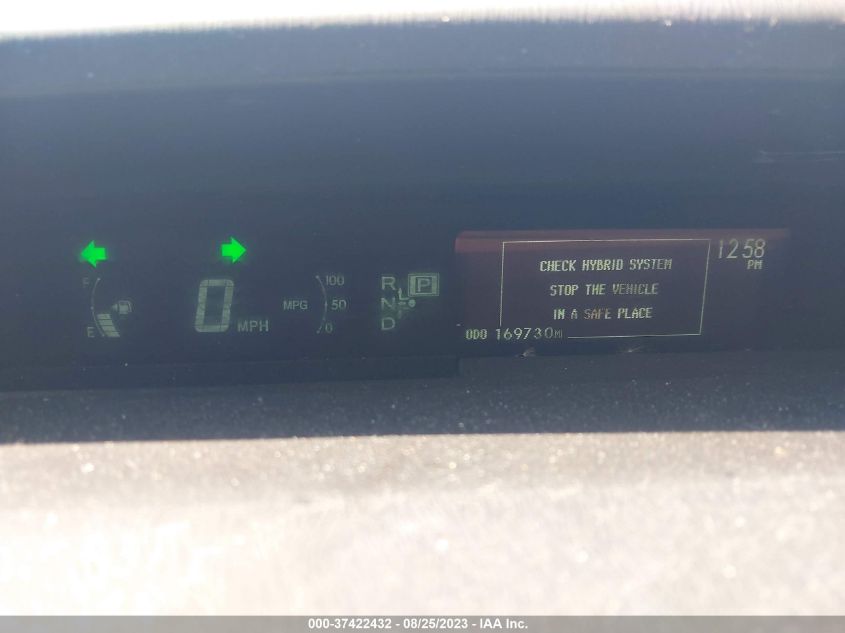 12:58
PM
CHECK HYBRID SYSTEM
STOP THE VEHICLE
IN A SAFE PLACE
ODO 169730MI
F
E
0 MPH
MPG
100
50
0
R
P
N
D
000-37422432 - 08/25/2023 - IAA Inc.